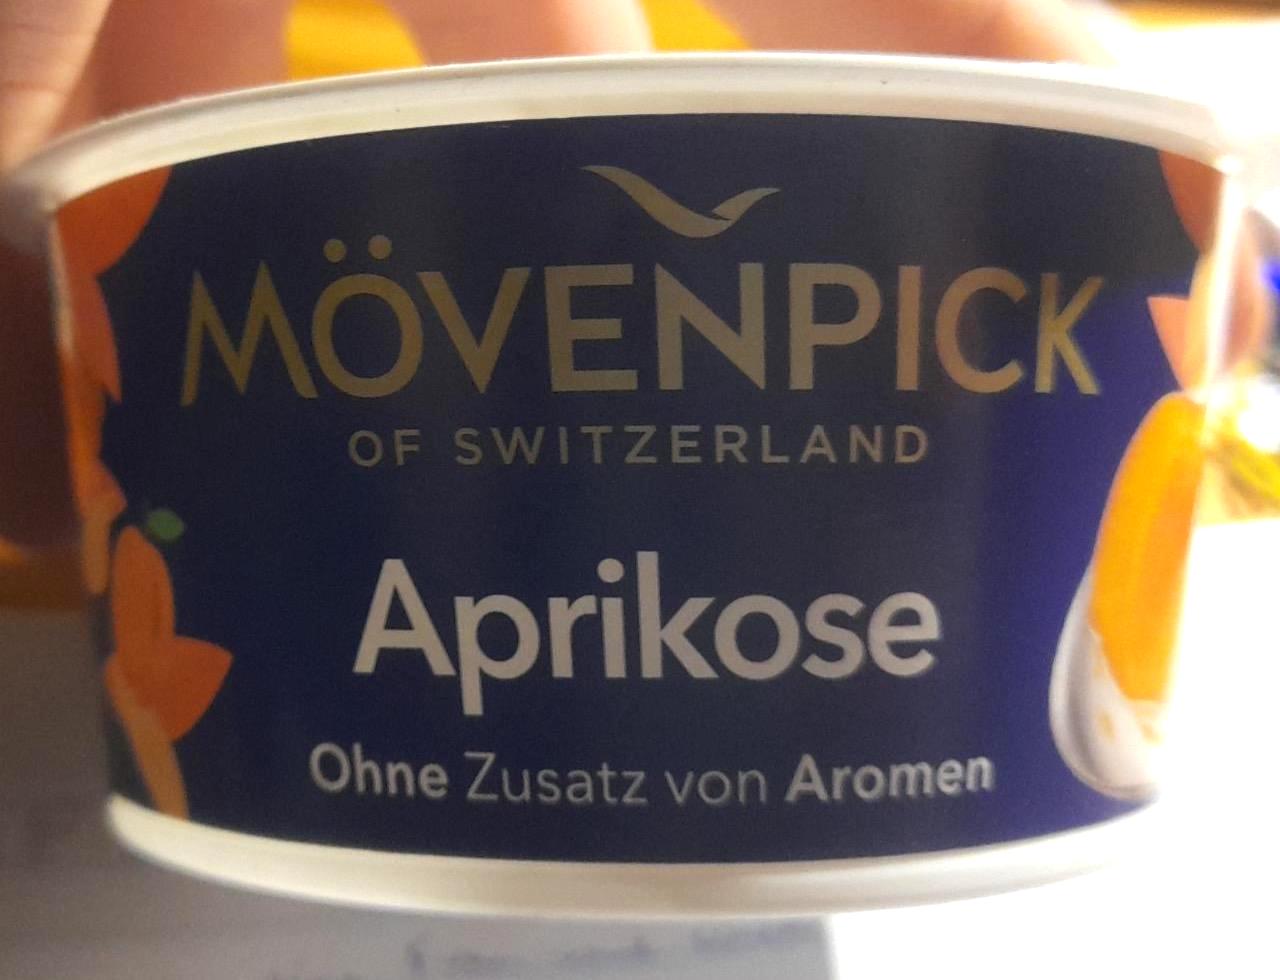 MÖVENPICK
OF SWITZERLAND
Aprikose
Ohne Zusatz von Aromen